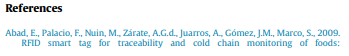 References
Abad, E., Palacio, F., Nuin, M., Zárate, A.G.d., Juarros, A., Gómez, J.M., Marco, S., 2009.
RFID smart tag for traceability and cold chain monitoring of foods;